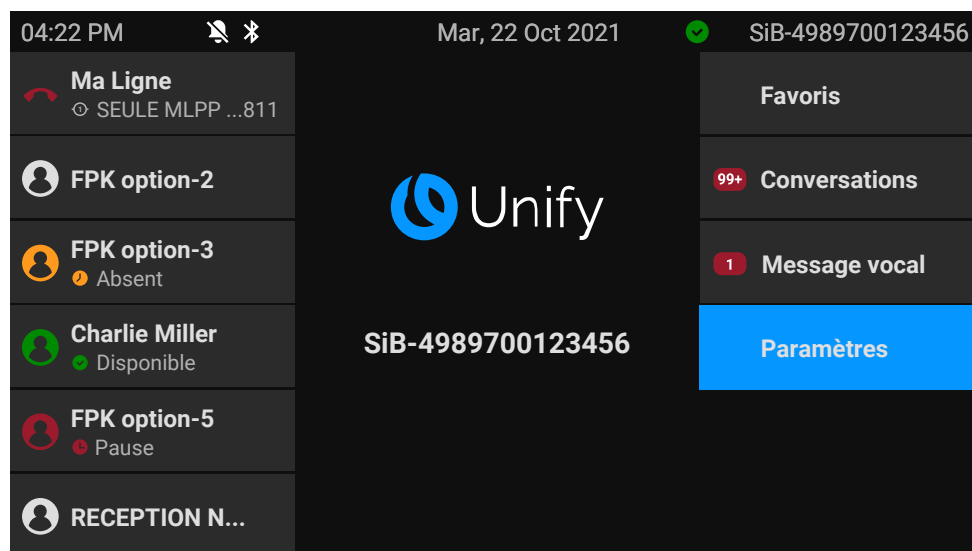 04:22 PM
Mar, 22 Oct 2021
SiB-4989700123456
Ma Ligne
SEULE MLPP ...811
FPK option-2
FPK option-3
Absent
Charlie Miller
Disponible
FPK option-5
Pause
RECEPTION N...
Unify
SiB-4989700123456
Favoris
99+ Conversations
1 Message vocal
Paramètres